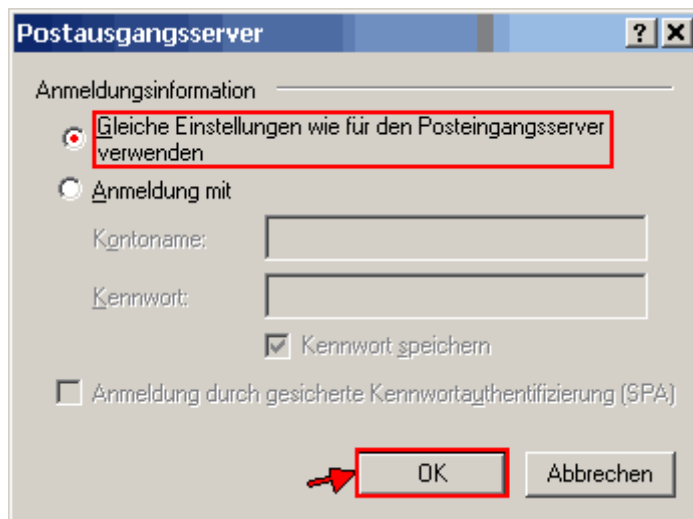 Postausgangsserver
Anmeldungsinformation
Gleiche Einstellungen wie für den Posteingangsserver
verwenden
Anmeldung mit
Kontoname:
Kennwort:
Kennwort speichern
Anmeldung durch gesicherte Kennwortauthentifizierung (SPA)
OK Abbrechen